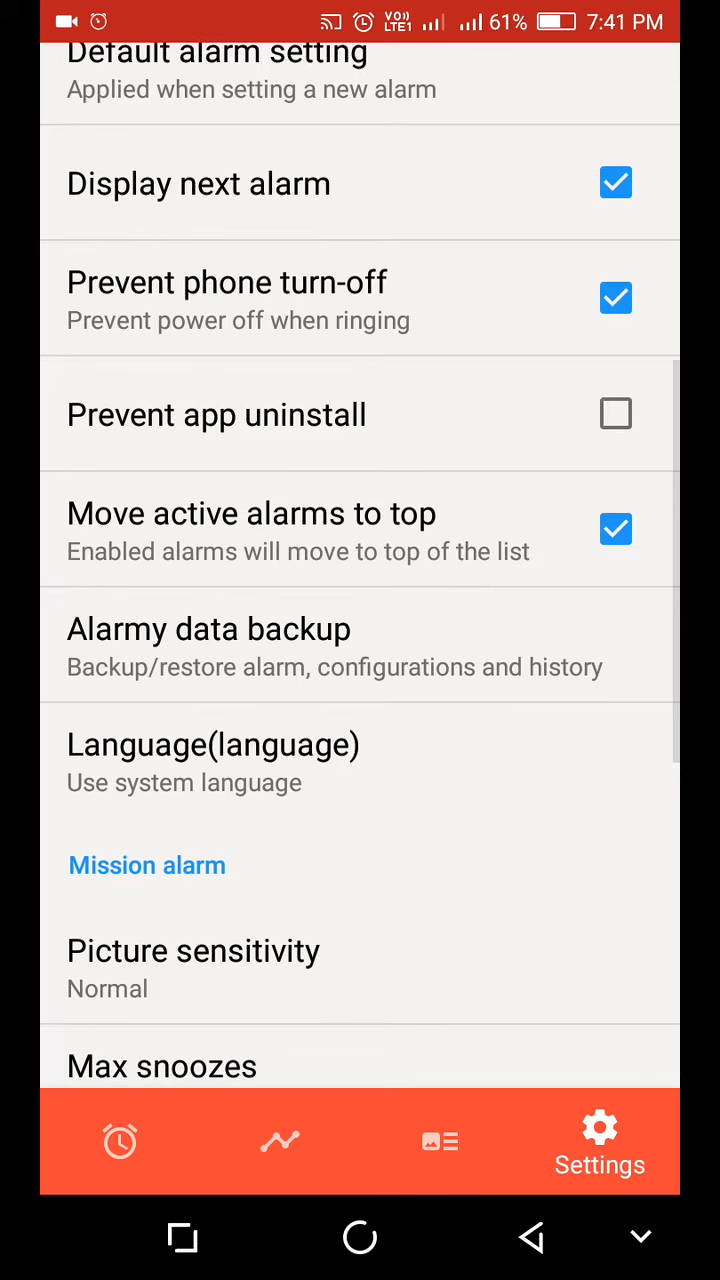 VO))
LTE1
61%
7:41 PM
Default alarm setting
Applied when setting a new alarm
Display next alarm
Prevent phone turn-off
Prevent power off when ringing
Prevent app uninstall
Move active alarms to top
Enabled alarms will move to top of the list
Alarmy data backup
Backup/restore alarm, configurations and history
Language(language)
Use system language
Mission alarm
Picture sensitivity
Normal
Max snoozes
Settings